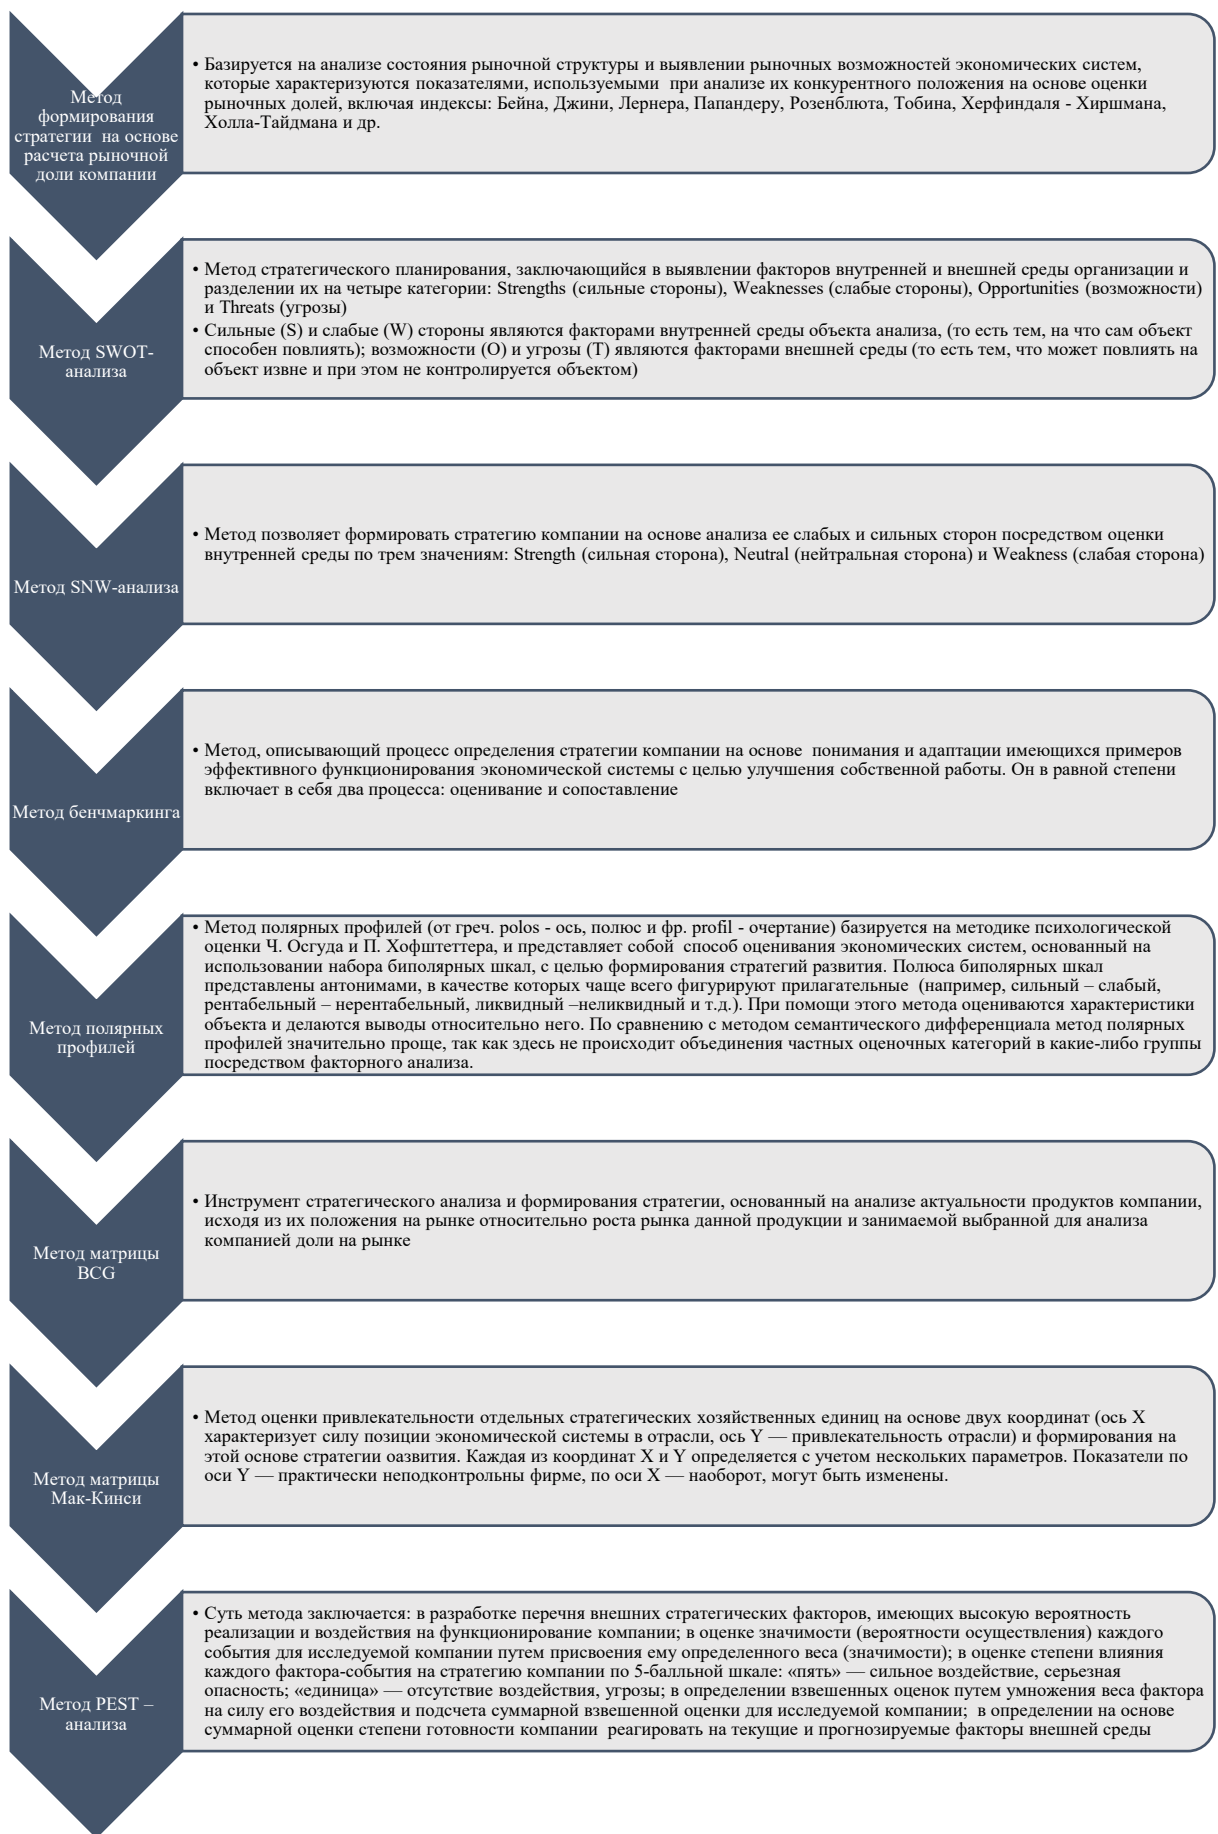 Метод
формирования
стратегии  на основе
расчета рыночной
доли компании
• Базируется на анализе состояния рыночной структуры и выявлении рыночных возможностей экономических систем,
которые характеризуются показателями, используемыми  при анализе их конкурентного положения на основе оценки
рыночных долей, включая индексы: Бейна, Джини, Лернера, Папандеру, Розенблюта, Тобина, Херфиндаля - Хиршмана,
Холла-Тайдмана и др.
Метод SWOT-
анализа
• Метод стратегического планирования, заключающийся в выявлении факторов внутренней и внешней среды организации и
разделении их на четыре категории: Strengths (сильные стороны), Weaknesses (слабые стороны), Opportunities (возможности)
и Threats (угрозы)
• Сильные (S) и слабые (W) стороны являются факторами внутренней среды объекта анализа, (то есть тем, на что сам объект
способен повлиять); возможности (O) и угрозы (T) являются факторами внешней среды (то есть тем, что может повлиять на
объект извне и при этом не контролируется объектом)
Метод SNW-анализа
• Метод позволяет формировать стратегию компании на основе анализа ее слабых и сильных сторон посредством оценки
внутренней среды по трем значениям: Strength (сильная сторона), Neutral (нейтральная сторона) и Weakness (слабая сторона)
Метод бенчмаркинга
• Метод, описывающий процесс определения стратегии компании на основе  понимания и адаптации имеющихся примеров
эффективного функционирования экономической системы с целью улучшения собственной работы. Он в равной степени
включает в себя два процесса: оценивание и сопоставление
Метод полярных
профилей
• Метод полярных профилей (от греч. polos - ось, полюс и фр. profil - очертание) базируется на методике психологической
оценки Ч. Осгуда и П. Хофштеттера, и представляет собой  способ оценивания экономических систем, основанный на
использовании набора биполярных шкал, с целью формирования стратегий развития. Полюса биполярных шкал
представлены антонимами, в качестве которых чаще всего фигурируют прилагательные  (например, сильный – слабый,
рентабельный – нерентабельный, ликвидный –неликвидный и т.д.). При помощи этого метода оцениваются характеристики
объекта и делаются выводы относительно него. По сравнению с методом семантического дифференциала метод полярных
профилей значительно проще, так как здесь не происходит объединения частных оценочных категорий в какие-либо группы
посредством факторного анализа.
Метод матрицы
BCG
• Инструмент стратегического анализа и формирования стратегии, основанный на анализе актуальности продуктов компании,
исходя из их положения на рынке относительно роста рынка данной продукции и занимаемой выбранной для анализа
компанией доли на рынке
Метод матрицы
Мак-Кинси
• Метод оценки привлекательности отдельных стратегических хозяйственных единиц на основе двух координат (ось X
характеризует силу позиции экономической системы в отрасли, ось Y — привлекательность отрасли) и формирования на
этой основе стратегии оазвития. Каждая из координат X и Y определяется с учетом нескольких параметров. Показатели по
оси Y — практически неподконтрольны фирме, по оси X — наоборот, могут быть изменены.
Метод PEST –
анализа
• Суть метода заключается: в разработке перечня внешних стратегических факторов, имеющих высокую вероятность
реализации и воздействия на функционирование компании; в оценке значимости (вероятности осуществления) каждого
события для исследуемой компании путем присвоения ему определенного веса (значимости); в оценке степени влияния
каждого фактора-события на стратегию компании по 5-балльной шкале: «пять» — сильное воздействие, серьезная
опасность; «единица» — отсутствие воздействия, угрозы; в определении взвешенных оценок путем умножения веса фактора
на силу его воздействия и подсчета суммарной взвешенной оценки для исследуемой компании;  в определении на основе
суммарной оценки степени готовности компании  реагировать на текущие и прогнозируемые факторы внешней среды